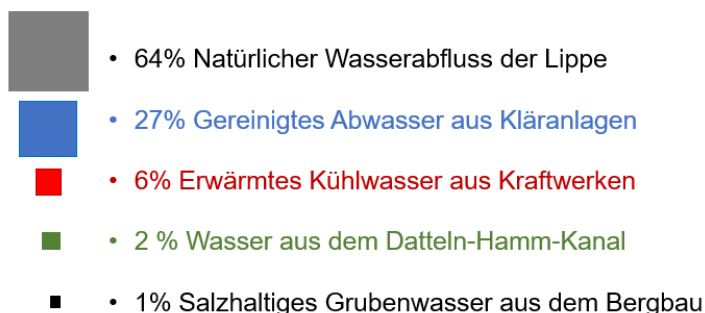 • 64% Natürlicher Wasserabfluss der Lippe
• 27% Gereinigtes Abwasser aus Kläranlagen
• 6% Erwärmtes Kühlwasser aus Kraftwerken
• 2 % Wasser aus dem Datteln-Hamm-Kanal
• 1% Salzhaltiges Grubenwasser aus dem Bergbau